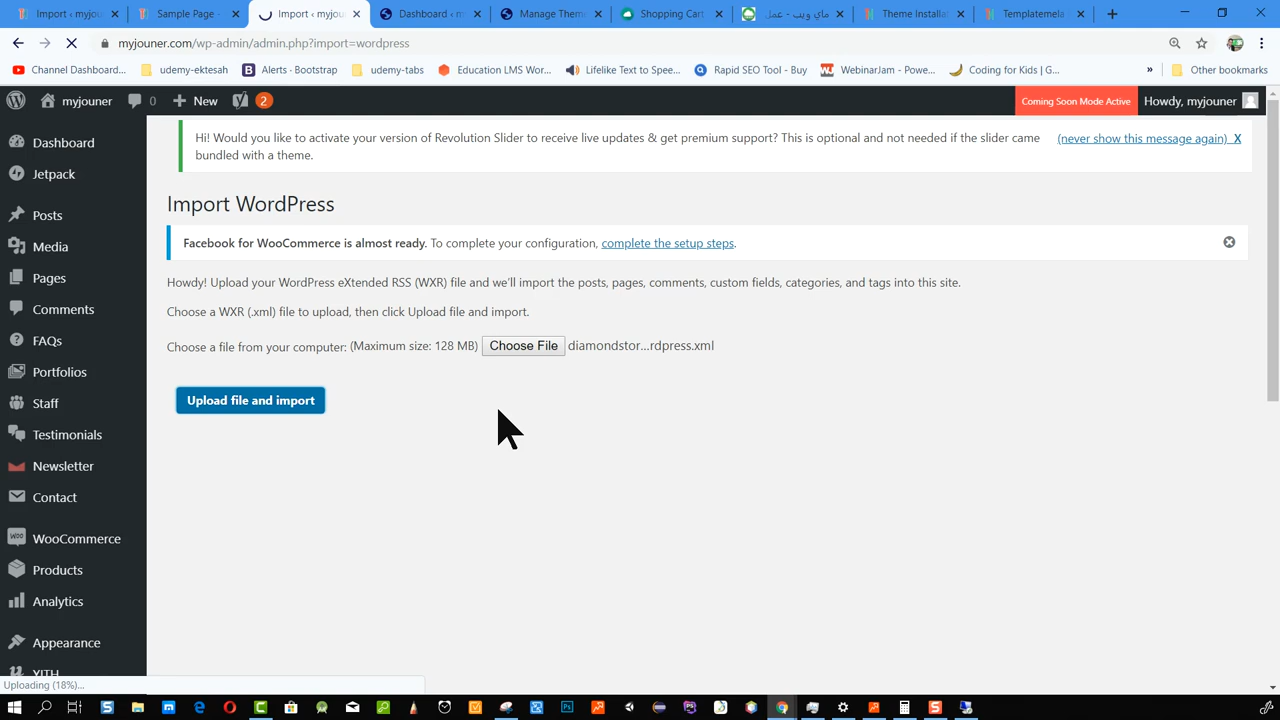 Import ‹ myjou
Sample Page -
Import ‹ myjou
Dashboard ‹ m
Manage Them
Shopping Cart
ماي ويب - عمل
Theme Installa
Templatemela
myjouner.com/wp-admin/admin.php?import=wordpress
Channel Dashboard...
udemy-ektesah
Alerts · Bootstrap
udemy-tabs
Education LMS Wor...
Lifelike Text to Spee...
Rapid SEO Tool - Buy
WebinarJam - Powe...
Coding for Kids | G...
»
Other bookmarks
myjouner
0
New
2
Coming Soon Mode Active
Howdy, myjouner
Hi! Would you like to activate your version of Revolution Slider to receive live updates & get premium support? This is optional and not needed if the slider came
bundled with a theme.
(never show this message again) X
Import WordPress
Facebook for WooCommerce is almost ready. To complete your configuration, complete the setup steps.
Howdy! Upload your WordPress eXtended RSS (WXR) file and we'll import the posts, pages, comments, custom fields, categories, and tags into this site.
Choose a WXR (.xml) file to upload, then click Upload file and import.
Choose a file from your computer: (Maximum size: 128 MB) Choose File diamondstor...rdpress.xml
Upload file and import
Dashboard
Jetpack
Posts
Media
Pages
Comments
FAQs
Portfolios
Staff
Testimonials
Newsletter
Contact
WooCommerce
Products
Analytics
Appearance
YITH
Uploading (18%)...